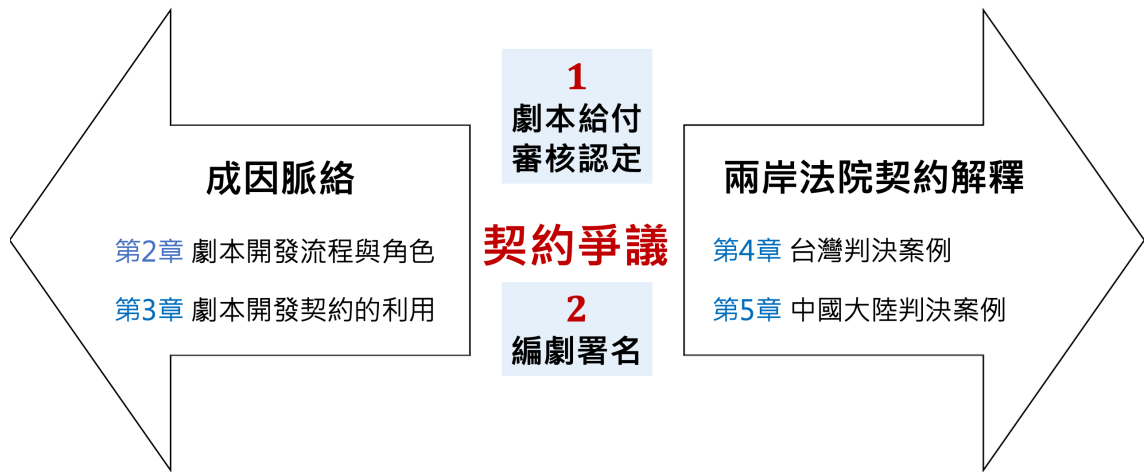 成因脈絡
第2章 劇本開發流程與角色
第3章 劇本開發契約的利用
1
劇本給付
審核認定
契約爭議
2
編劇署名
兩岸法院契約解釋
第4章 台灣判決案例
第5章 中國大陸判決案例